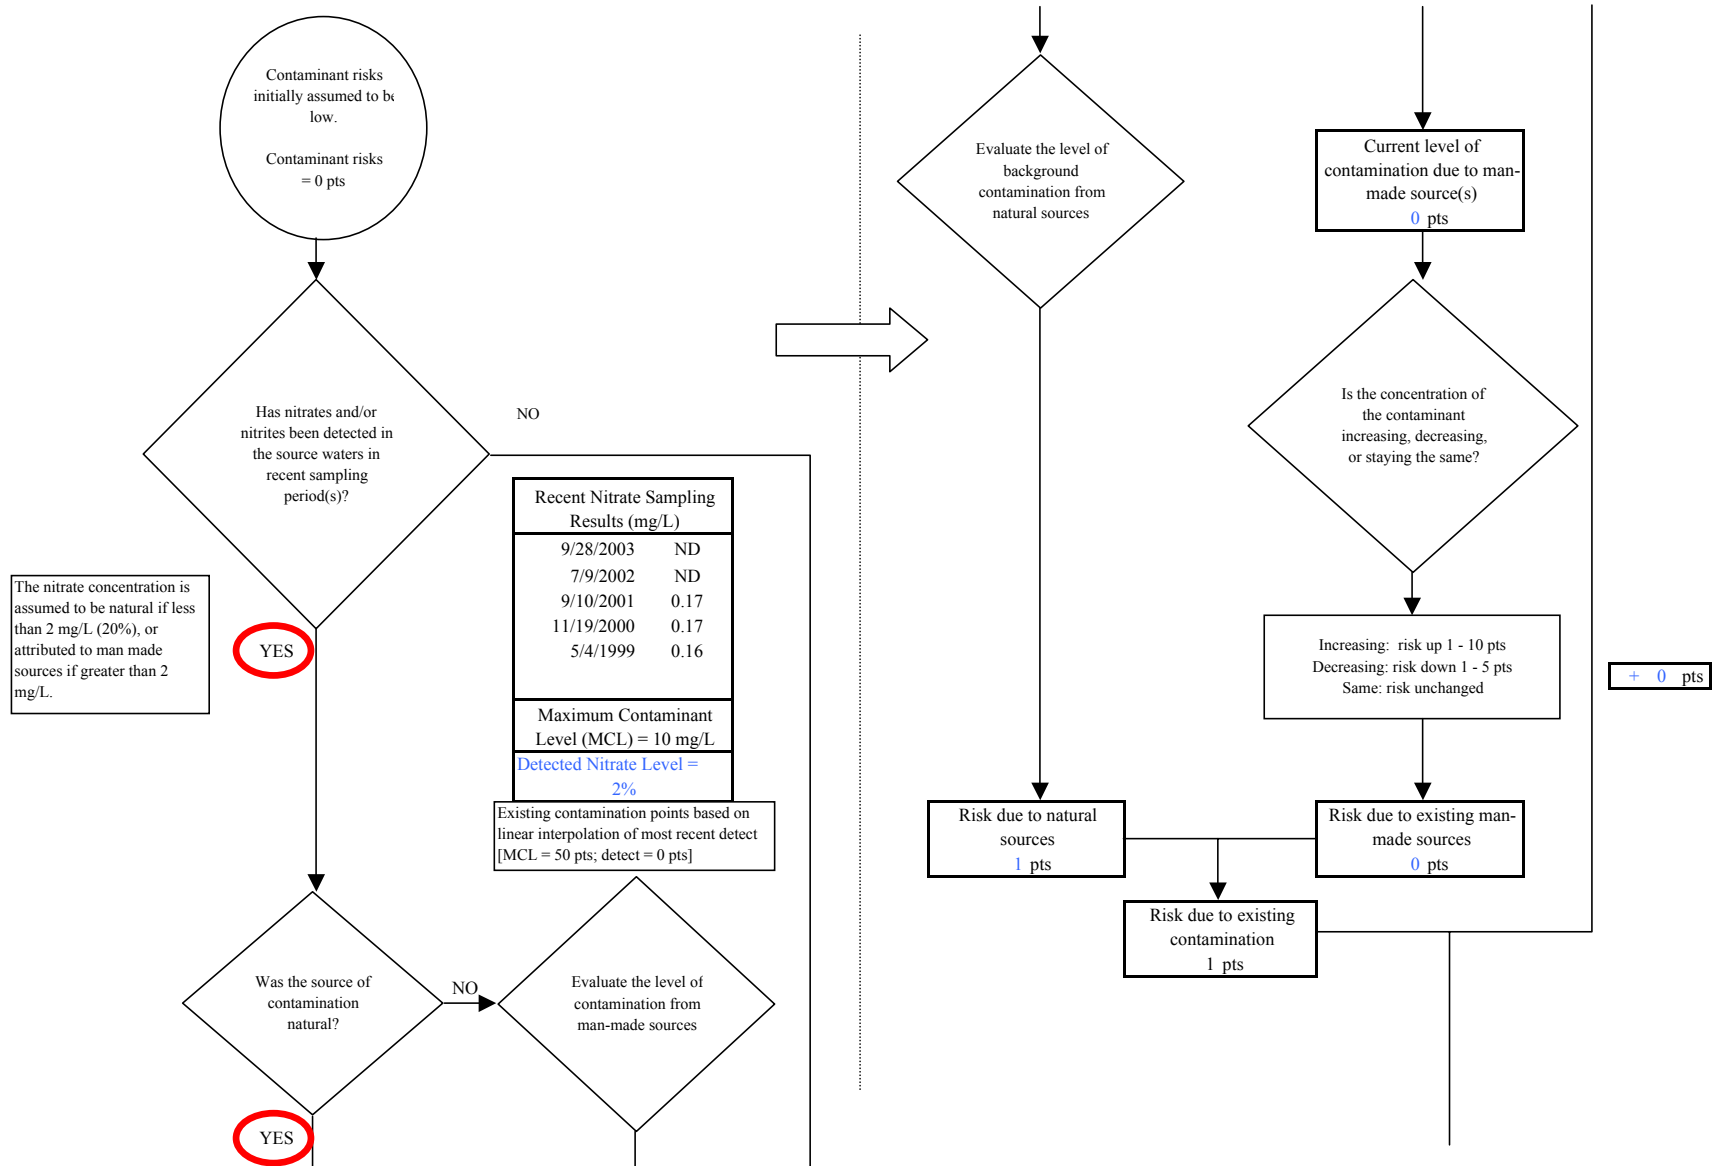 Contaminant risks
initially assumed to be
low.
Contaminant risks
= 0 pts
Has nitrates and/or
nitrites been detected in
the source waters in
recent sampling
period(s)?
NO
Recent Nitrate Sampling
Results (mg/L)
9/28/2003 ND
7/9/2002 ND
9/10/2001 0.17
11/19/2000 0.17
5/4/1999 0.16
Maximum Contaminant
Level (MCL) = 10 mg/L
Detected Nitrate Level =
2%
Existing contamination points based on
linear interpolation of most recent detect
[MCL = 50 pts; detect = 0 pts]
The nitrate concentration is
assumed to be natural if less
than 2 mg/L (20%), or
attributed to man made
sources if greater than 2
mg/L.
YES
Was the source of
contamination
natural?
NO
Evaluate the level of
contamination from
man-made sources
YES
Evaluate the level of
background
contamination from
natural sources
Current level of
contamination due to man-
made source(s)
0 pts
Is the concentration of
the contaminant
increasing, decreasing,
or staying the same?
Increasing: risk up 1 - 10 pts
Decreasing: risk down 1 - 5 pts
Same: risk unchanged
+ 0 pts
Risk due to natural
sources
1 pts
Risk due to existing man-
made sources
0 pts
Risk due to existing
contamination
1 pts